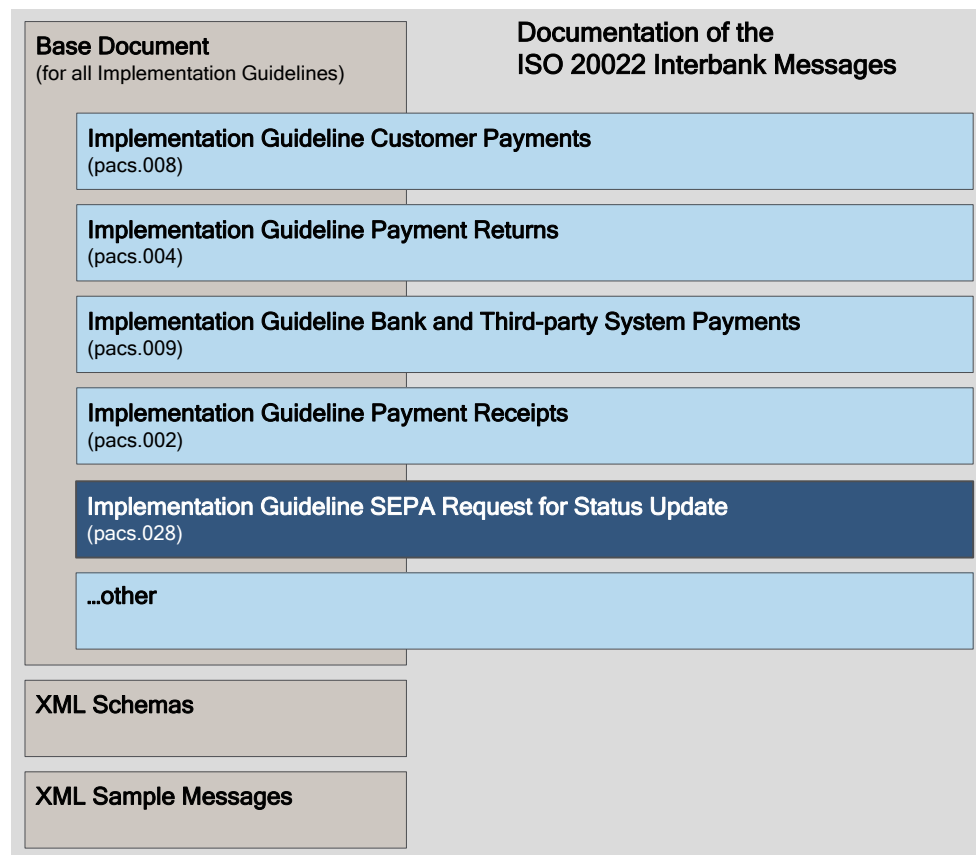 Base Document
(for all Implementation Guidelines)
Documentation of the
ISO 20022 Interbank Messages
Implementation Guideline Customer Payments
(pacs.008)
Implementation Guideline Payment Returns
(pacs.004)
Implementation Guideline Bank and Third-party System Payments
(pacs.009)
Implementation Guideline Payment Receipts
(pacs.002)
Implementation Guideline SEPA Request for Status Update
(pacs.028)
...other
XML Schemas
XML Sample Messages